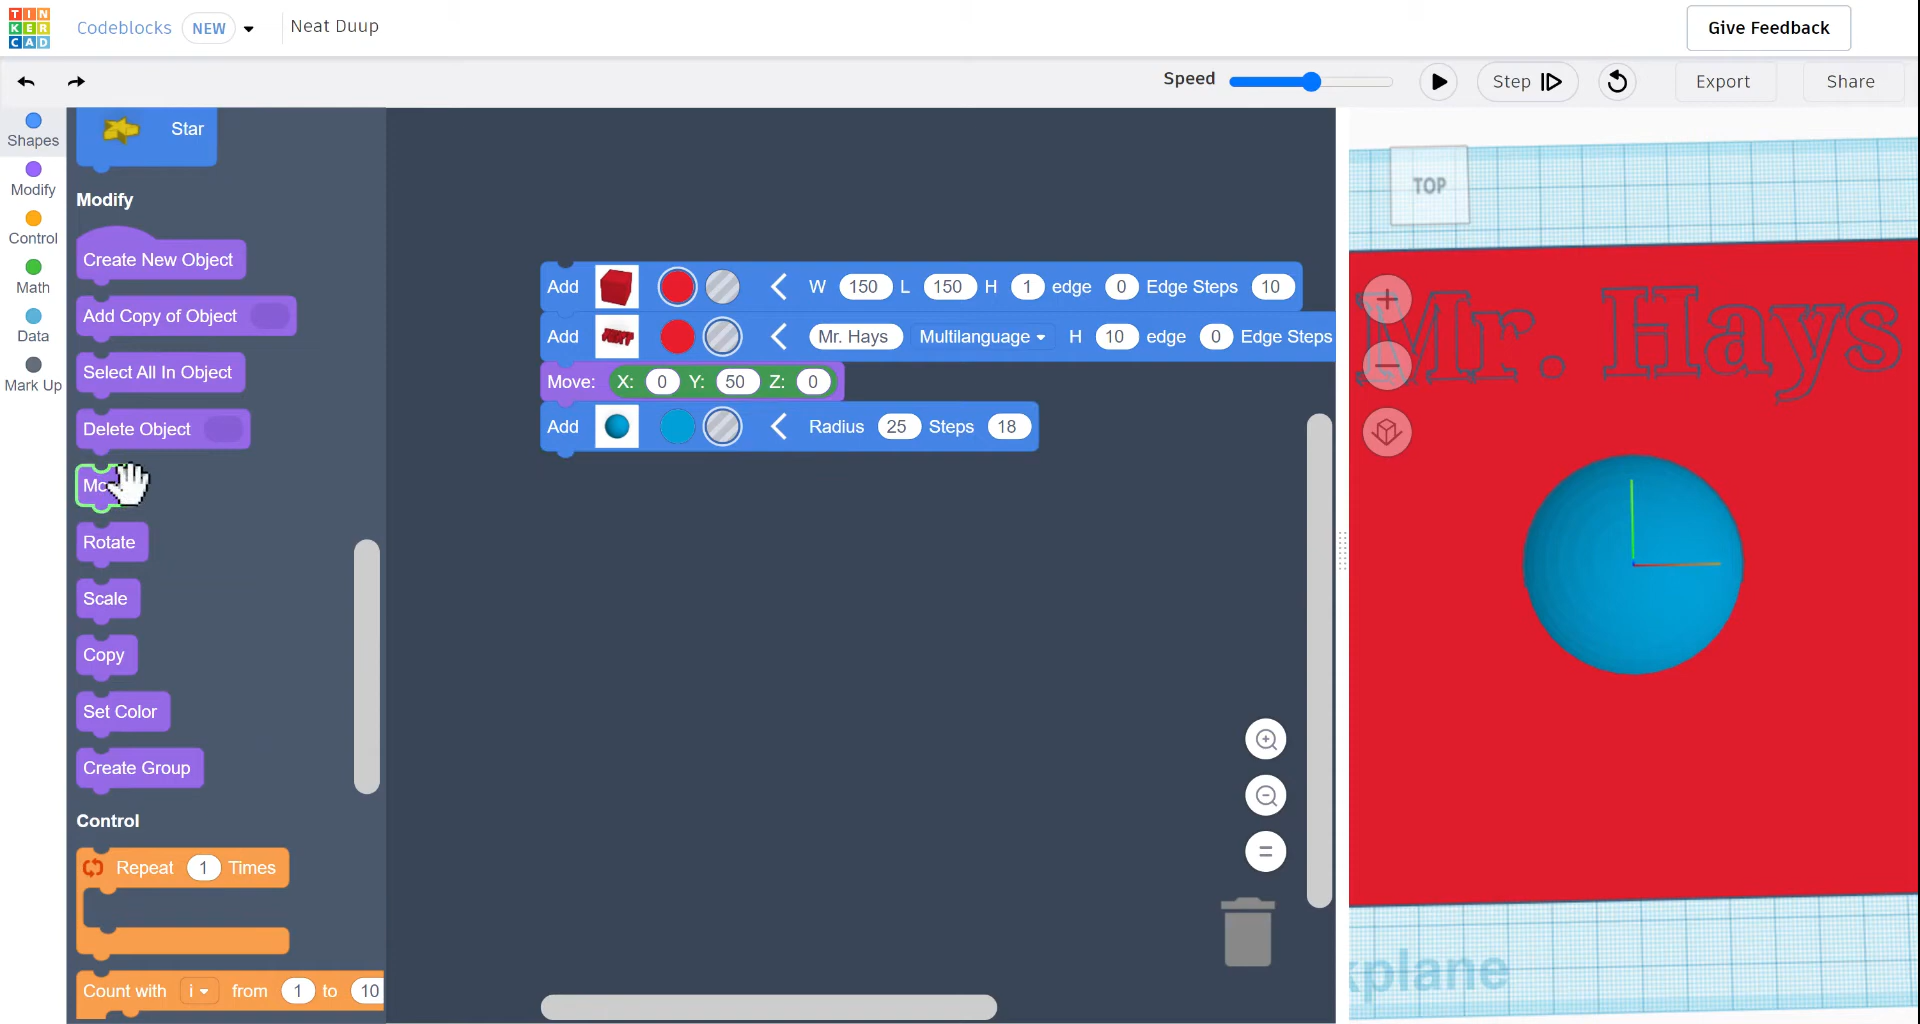 TIN
KER
CAD
Codeblocks NEW Neat Duup
Give Feedback
Speed Step Export Share
Shapes
Modify
Control
Math
Data
Mark Up
Star
Modify
Create New Object
Add Copy of Object
Select All In Object
Delete Object
Rotate
Scale
Copy
Set Color
Create Group
Control
Repeat 1 Times
Count with i from 1 to 10
Add W 150 L 150 H 1 edge 0 Edge Steps 10
Add Mr. Hays Multilanguage H 10 edge 0 Edge Steps
Move: X: 0 Y: 50 Z: 0
Add Radius 25 Steps 18
TOP
Mr. Hays
kplane